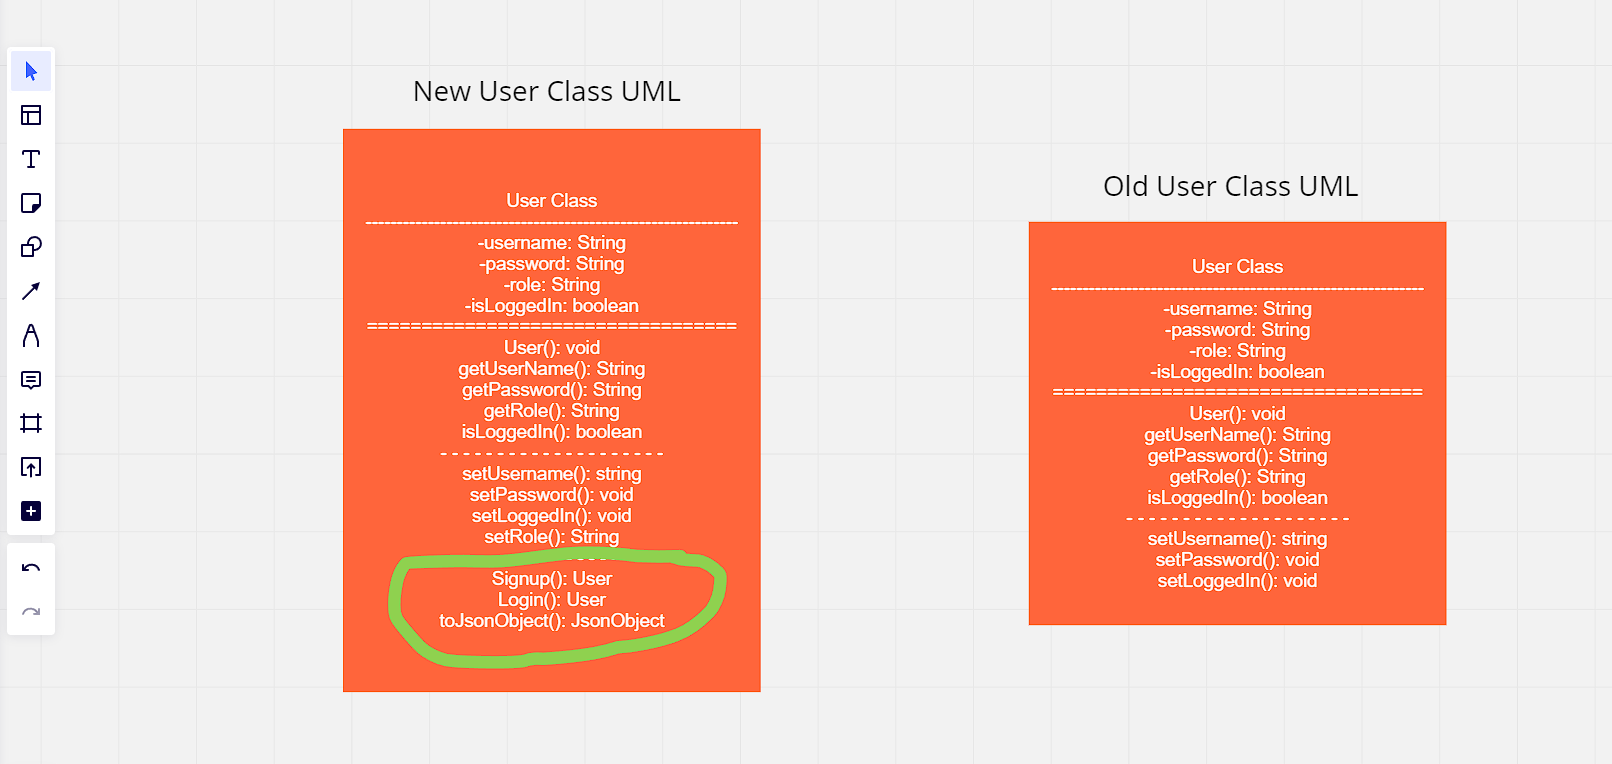 New User Class UML
User Class
--------------------------------------------------------------
-username: String
-password: String
-role: String
-isLoggedIn: boolean
==================================
User(): void
getUserName(): String
getPassword(): String
getRole(): String
isLoggedIn(): boolean
- - - - - - - - - - - - - - - - - - - - -
setUsername(): string
setPassword(): void
setLoggedIn(): void
setRole(): String
Signup(): User
Login(): User
toJsonObject(): JsonObject
Old User Class UML
User Class
--------------------------------------------------------------
-username: String
-password: String
-role: String
-isLoggedIn: boolean
==================================
User(): void
getUserName(): String
getPassword(): String
getRole(): String
isLoggedIn(): boolean
- - - - - - - - - - - - - - - - - - - - -
setUsername(): string
setPassword(): void
setLoggedIn(): void